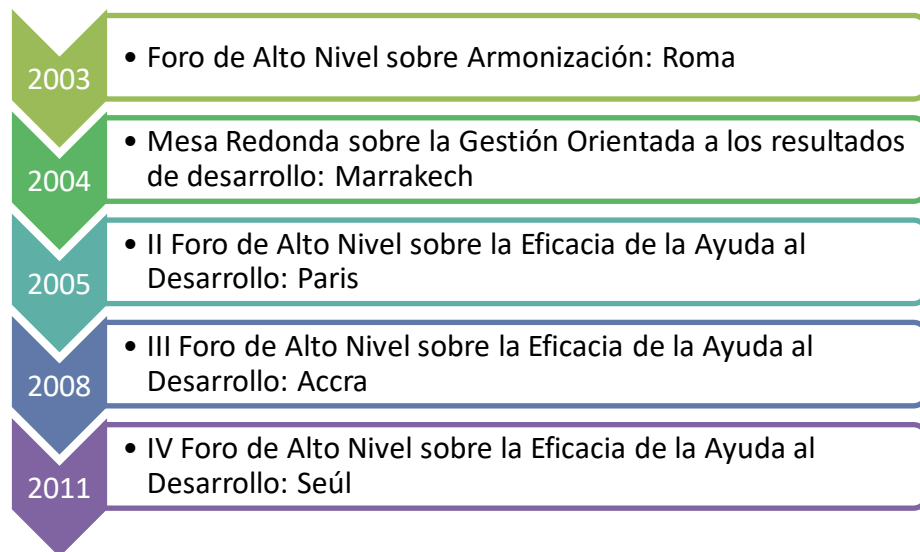 2003
• Foro de Alto Nivel sobre Armonización: Roma
2004
• Mesa Redonda sobre la Gestión Orientada a los resultados
de desarrollo: Marrakech
2005
• II Foro de Alto Nivel sobre la Eficacia de la Ayuda al
Desarrollo: Paris
2008
• III Foro de Alto Nivel sobre la Eficacia de la Ayuda al
Desarrollo: Accra
2011
• IV Foro de Alto Nivel sobre la Eficacia de la Ayuda al
Desarrollo: Seúl